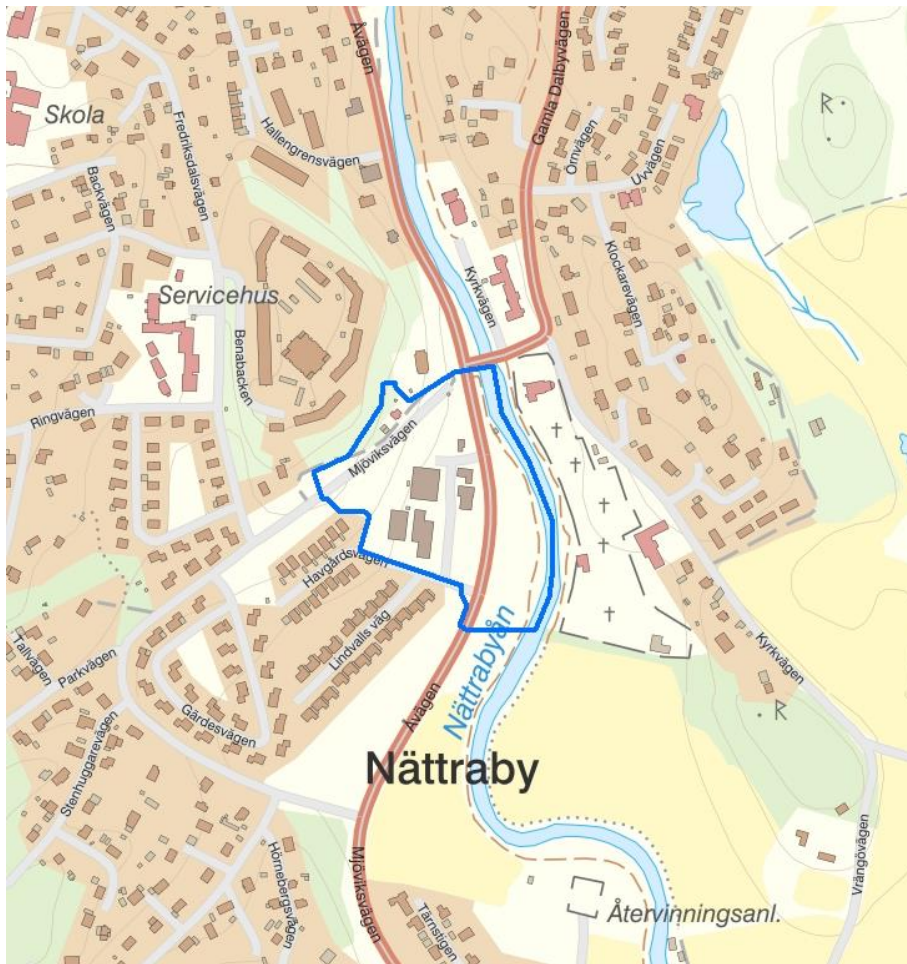 Åvägen
Gamla Dalbyvägen
Skola
Fredriksdalsvägen
Hallengrensvägen
Backvägen
Örnvägen
Uvvägen
R
Klockarevägen
Kyrkvägen
Servicehus
Benabacken
Ringvägen
Mjöviksvägen
Havgårdsvägen
Lindvalls väg
Tallvägen
Parkvägen
Gärdesvägen
Stenhuggarevägen
Åvägen
Nättrabyån
Kyrkvägen
R
Nättraby
Hörnebergsvägen
Mjöviksvägen
Tärnstigen
Återvinningsanl.
Vrångövägen